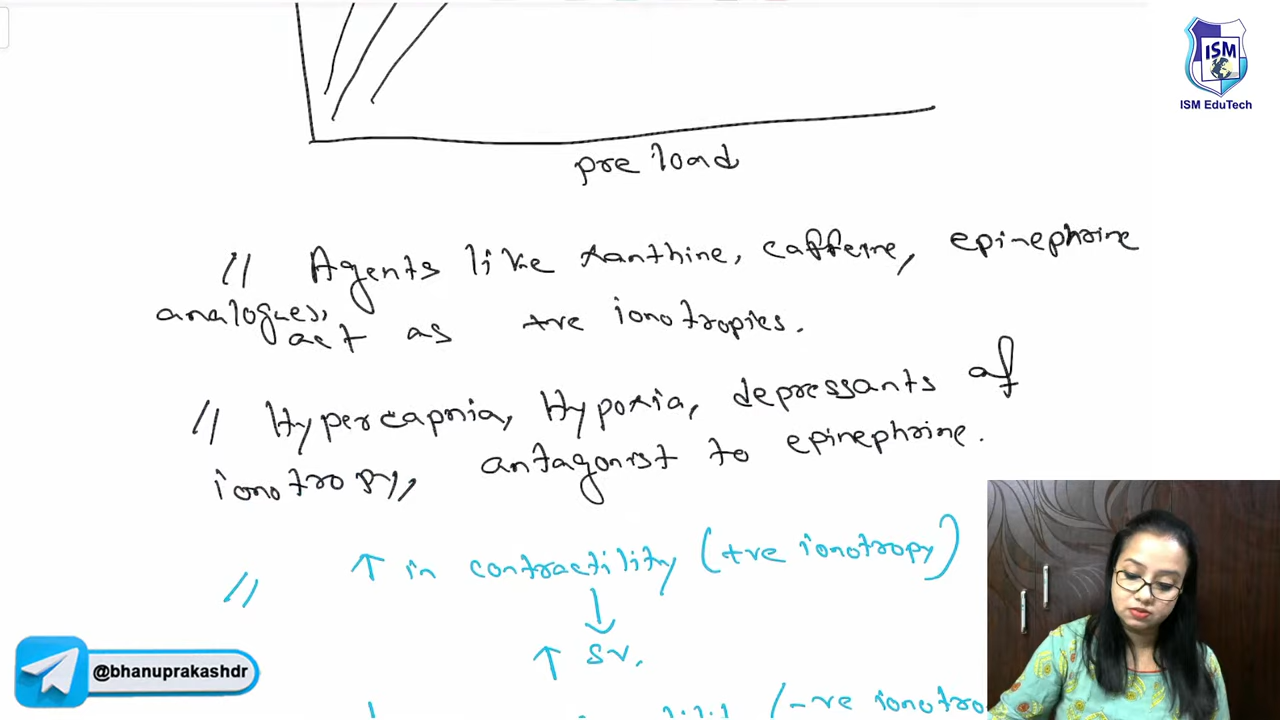 ISM
ISM EduTech
pre load
// Agents like xanthine, caffeine, epinephrine
analogues,
act as +ve ionotropics.
// Hypercapnia, Hypoxia, depressants of
ionotropy, antagonist to epinephrine.
// ↑ in contractility (+ve ionotropy)
↓
↑ SV.
(-ve ionotro
@bhanuprakashdr